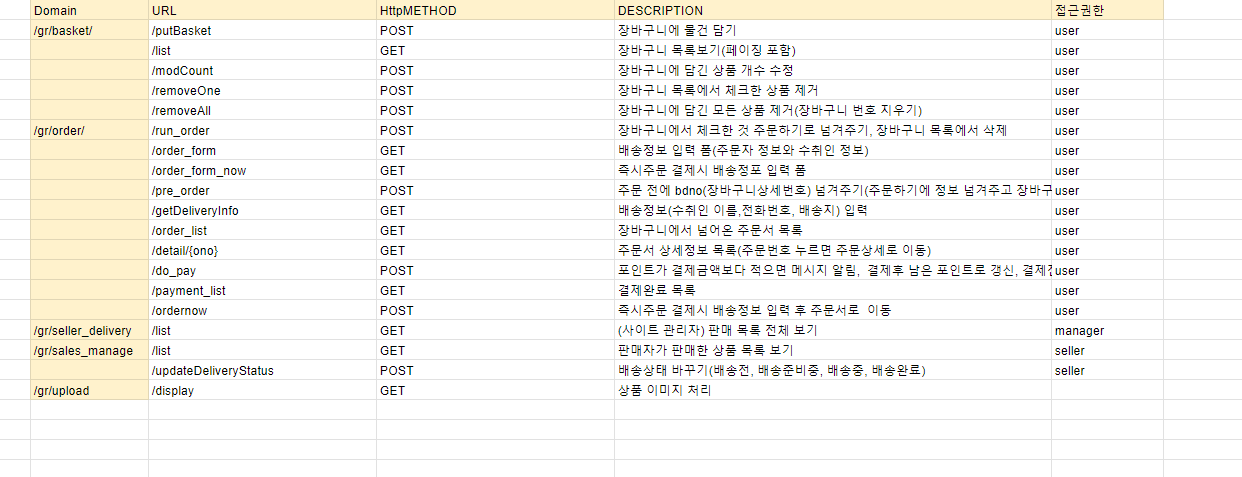 Domain URL HttpMETHOD DESCRIPTION 접근권한
/gr/basket/ /putBasket POST 장바구니에 물건 담기 user
/list GET 장바구니 목록보기(페이징 포함) user
/modCount POST 장바구니에 담긴 상품 개수 수정 user
/removeOne POST 장바구니 목록에서 체크한 상품 제거 user
/removeAll POST 장바구니에 담긴 모든 상품 제거(장바구니 번호 지우기) user
/gr/order/ /run_order POST 장바구니에서 체크한 것 주문하기로 넘겨주기, 장바구니 목록에서 삭제 user
/order_form GET 배송정보 입력 폼(주문자 정보와 수취인 정보) user
/order_form_now GET 즉시주문 결제시 배송정포 입력 폼 user
/pre_order POST 주문 전에 bdno(장바구니상세번호) 넘겨주기(주문하기에 정보 넘겨주고 장바구 user
/getDeliveryInfo GET 배송정보(수취인 이름,전화번호, 배송지) 입력 user
/order_list GET 장바구니에서 넘어온 주문서 목록 user
/detail/{ono} GET 주문서 상세정보 목록(주문번호 누르면 주문상세로 이동) user
/do_pay POST 포인트가 결제금액보다 적으면 메시지 알림, 결제후 남은 포인트로 갱신, user
/payment_list GET 결제완료 목록 user
/ordernow POST 즉시주문 결제시 배송정보 입력 후 주문서로 이동 user
/gr/seller_delivery /list GET (사이트 관리자) 판매 목록 전체 보기 manager
/gr/sales_manage /list GET 판매자가 판매한 상품 목록 보기 seller
/updateDeliveryStatus POST 배송상태 바꾸기(배송전, 배송준비중, 배송중, 배송완료) seller
/gr/upload /display GET 상품 이미지 처리